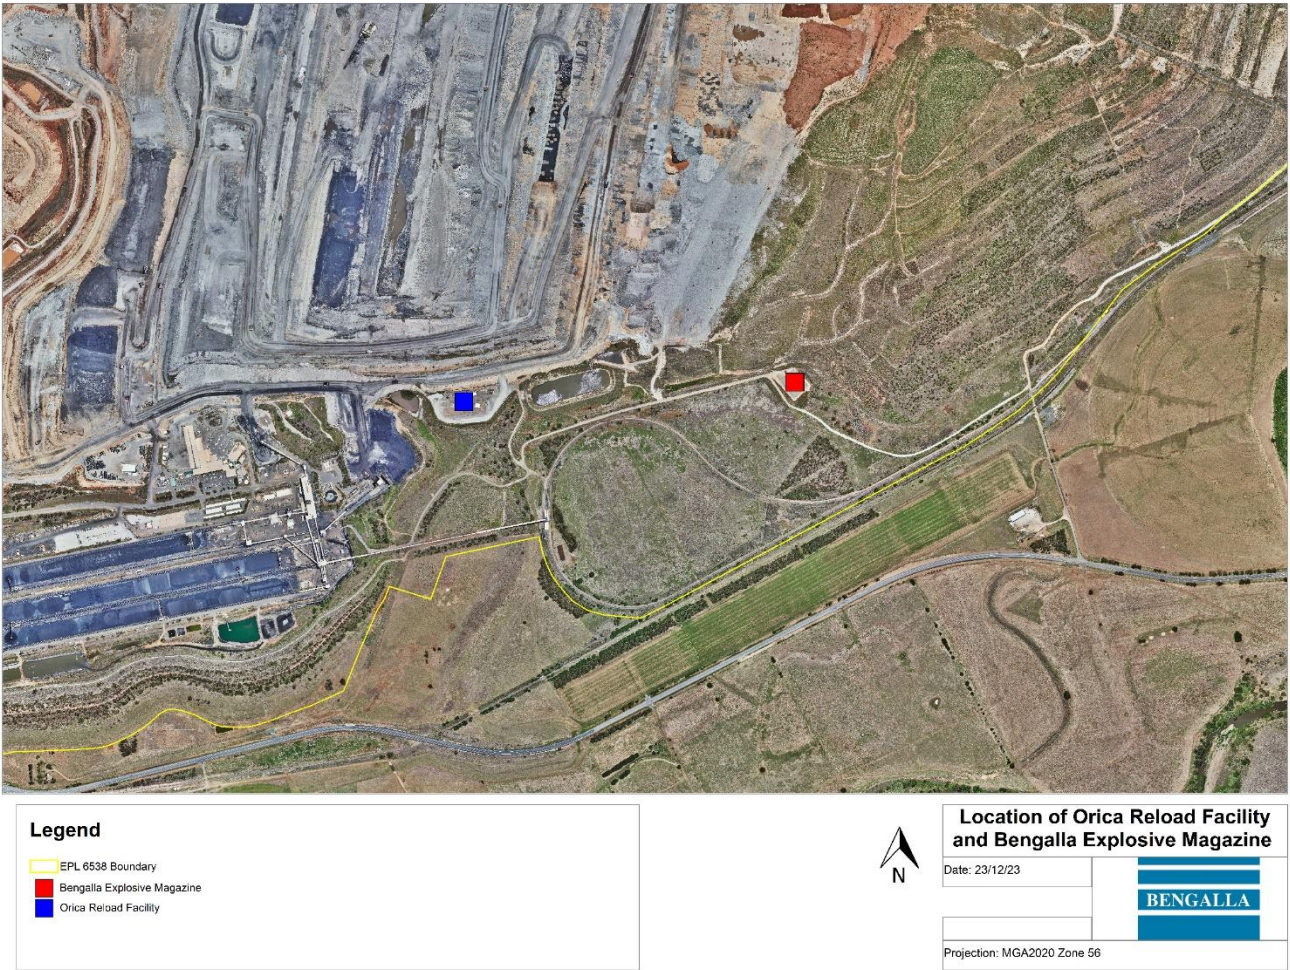 Legend
EPL 6538 Boundary
Bengalla Explosive Magazine
Orica Reload Facility
N
Location of Orica Reload Facility
and Bengalla Explosive Magazine
Date: 23/12/23
BENGALLA
Projection: MGA2020 Zone 56